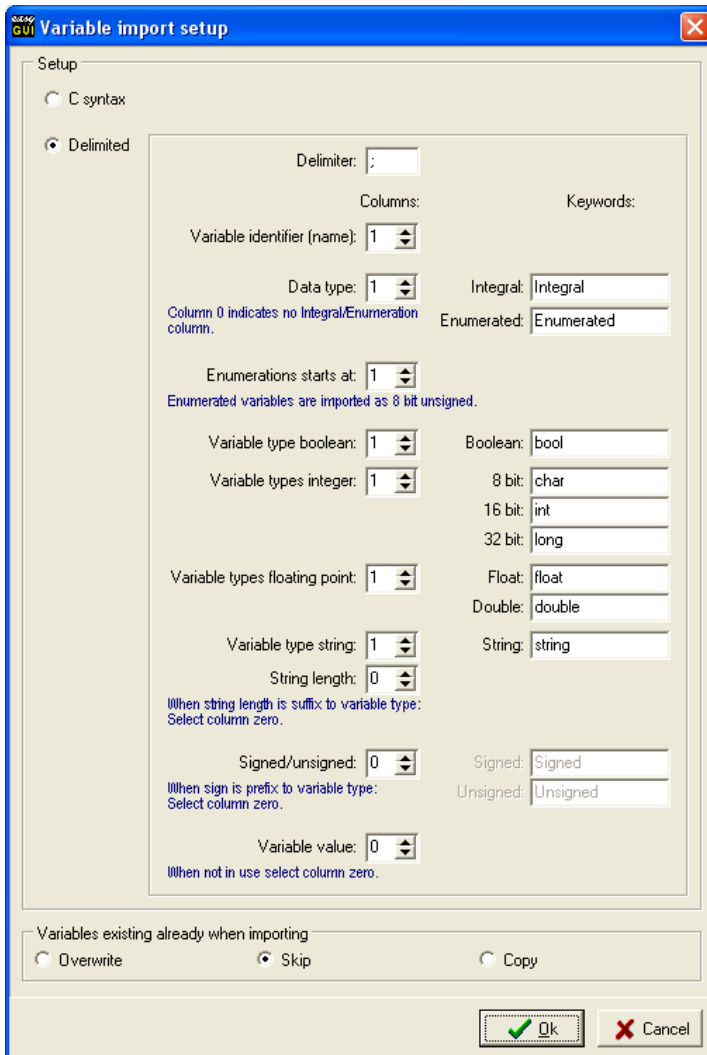 easy GUI Variable import setup
Setup
C syntax
Delimited
Delimiter: ;
Columns: Keywords:
Variable identifier (name): 1
Data type: 1 Integral: Integral
Column 0 indicates no Integral/Enumeration
column.
Enumerated: Enumerated
Enumerations starts at: 1
Enumerated variables are imported as 8 bit unsigned.
Variable type boolean: 1 Boolean: bool
Variable types integer: 1 8 bit: char
16 bit: int
32 bit: long
Variable types floating point: 1 Float: float
Double: double
Variable type string: 1 String: string
String length: 0
When string length is suffix to variable type:
Select column zero.
Signed/unsigned: 0 Signed: Signed
When sign is prefix to variable type:
Select column zero.
Unsigned: Unsigned
Variable value: 0
When not in use select column zero.
Variables existing already when importing
Overwrite Skip Copy
Ok Cancel